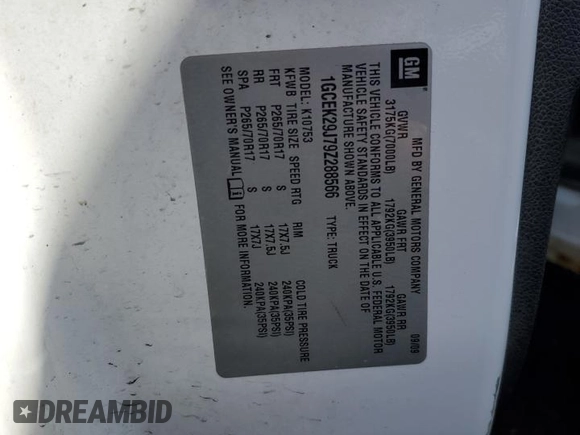 GM
MFD BY GENERAL MOTORS COMPANY
09/09
GVWR GAWR FRT GAWR RR
3175KG(7000LB) 1792KG(3950LB) 1792KG(3950LB)
THIS VEHICLE CONFORMS TO ALL APPLICABLE U.S. FEDERAL MOTOR
VEHICLE SAFETY STANDARDS IN EFFECT ON THE DATE OF
MANUFACTURE SHOWN ABOVE.
1GCEK29J79Z288566 TYPE: TRUCK
MODEL: K10753
KFWB TIRE SIZE SPEED RTG RIM COLD TIRE PRESSURE
FRT P265/70R17 S 17X7.5J 240KPA(35PSI)
RR P265/70R17 S 17X7.5J 240KPA(35PSI)
SPA P265/70R17 S 17X7J 240KPA(35PSI)
SEE OWNER'S MANUAL FOR MORE INFORMATION.
DREAMBID